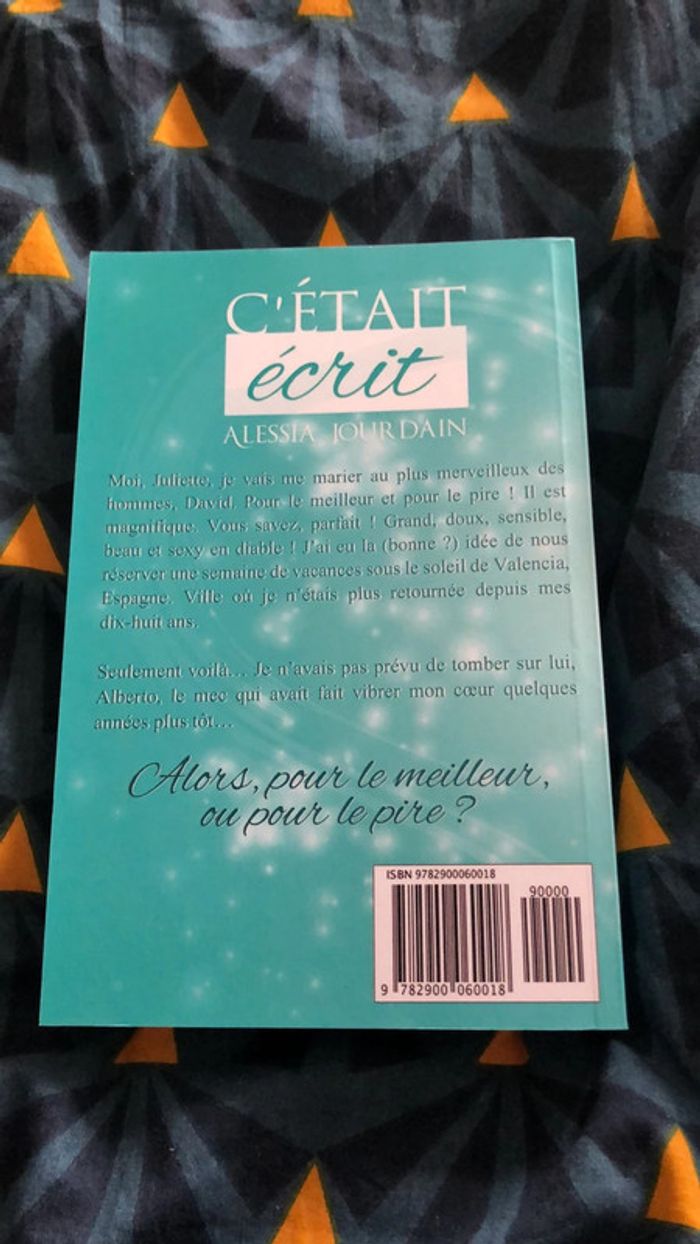 C'ÉTAIT
écrit
ALESSIA JOURDAIN
Moi, Juliette, je vais me marier au plus merveilleux des
hommes, David. Pour le meilleur et pour le pire ! Il est
magnifique. Vous savez, parfait ! Grand, doux, sensible,
beau et sexy en diable ! J'ai eu la (bonne ?) idée de nous
réserver une semaine de vacances sous le soleil de Valencia,
Espagne. Ville où je n'étais plus retournée depuis mes
dix-huit ans.
Seulement voilà… Je n'avais pas prévu de tomber sur lui,
Alberto, le mec qui avait fait vibrer mon cœur quelques
années plus tôt…
Alors, pour le meilleur,
ou pour le pire ?
ISBN 9782900060018
90000
9 782900 060018